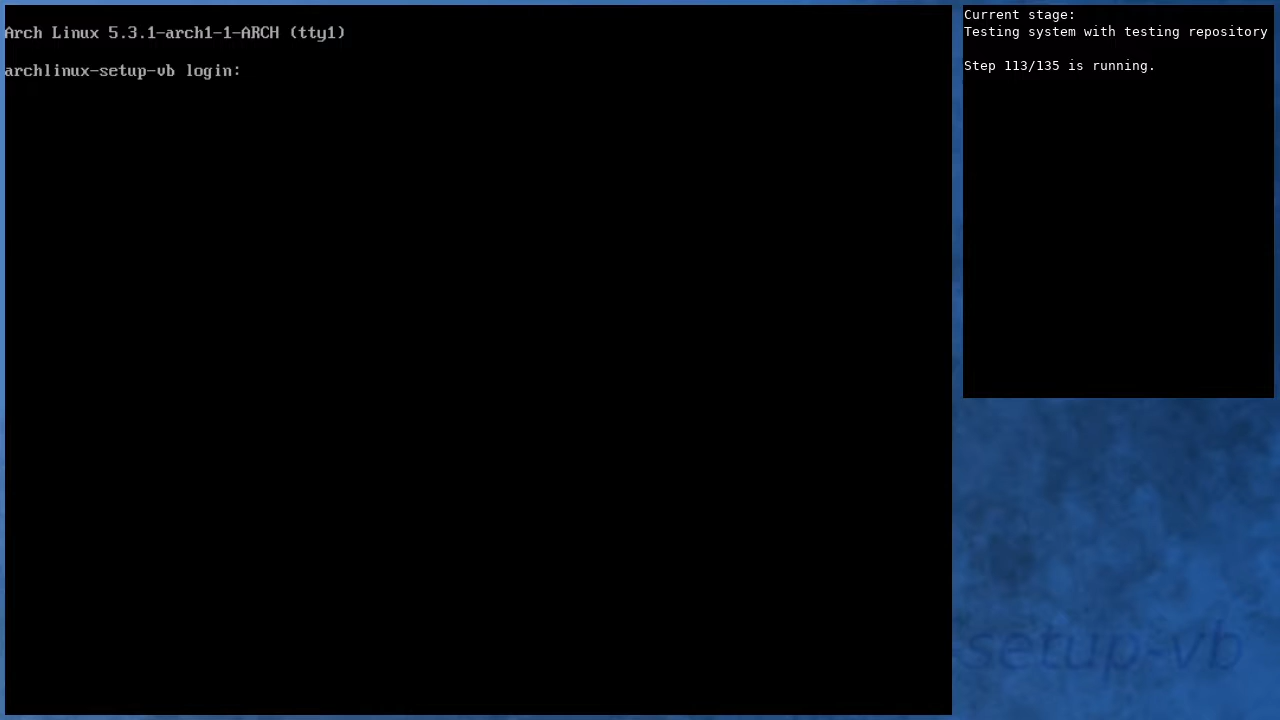 Arch Linux 5.3.1-arch1-1-ARCH (tty1)
archlinux-setup-vb login:
Current stage:
Testing system with testing repository
Step 113/135 is running.
-setup-vb